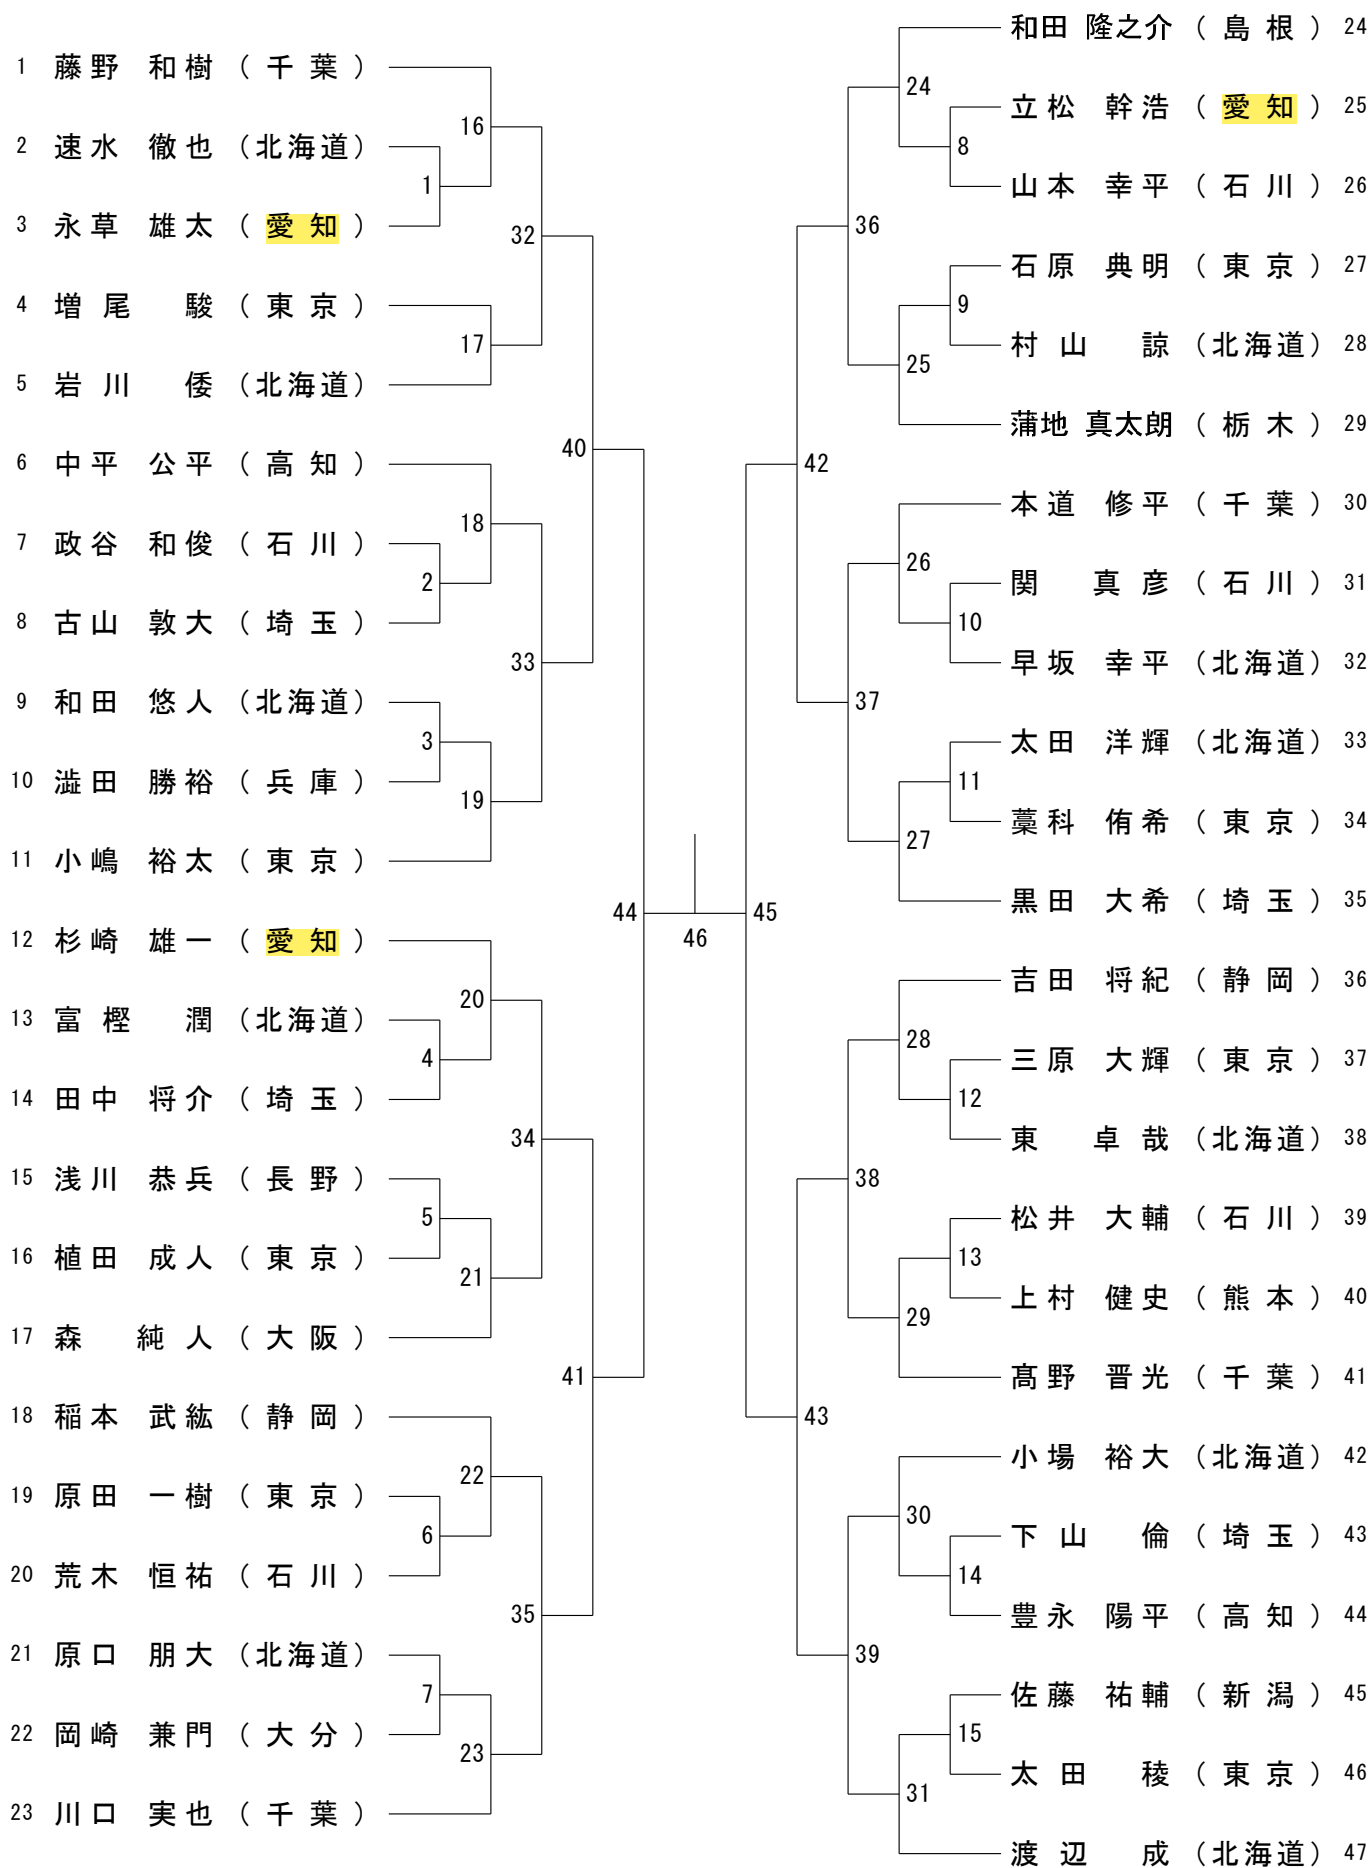 1 藤野 和樹 (千葉)
2 速水 徹也 (北海道)
3 永草 雄太 (愛知)
4 増尾 駿 (東京)
5 岩川 倭 (北海道)
6 中平 公平 (高知)
7 政谷 和俊 (石川)
8 古山 敦大 (埼玉)
9 和田 悠人 (北海道)
10 澁田 勝裕 (兵庫)
11 小嶋 裕太 (東京)
12 杉崎 雄一 (愛知)
13 富樫 潤 (北海道)
14 田中 将介 (埼玉)
15 浅川 恭兵 (長野)
16 植田 成人 (東京)
17 森 純人 (大阪)
18 稲本 武紘 (静岡)
19 原田 一樹 (東京)
20 荒木 恒祐 (石川)
21 原口 朋大 (北海道)
22 岡崎 兼門 (大分)
23 川口 実也 (千葉)
1
2
3
4
5
6
7
16
17
18
19
20
21
22
23
32
33
34
35
40
41
44
46
45
42
43
36
37
38
39
24
25
26
27
28
29
30
31
8
9
10
11
12
13
14
15
和田 隆之介 (島根) 24
立松 幹浩 (愛知) 25
山本 幸平 (石川) 26
石原 典明 (東京) 27
村山 諒 (北海道) 28
蒲地 真太朗 (栃木) 29
本道 修平 (千葉) 30
関 真彦 (石川) 31
早坂 幸平 (北海道) 32
太田 洋輝 (北海道) 33
藁科 侑希 (東京) 34
黒田 大希 (埼玉) 35
吉田 将紀 (静岡) 36
三原 大輝 (東京) 37
東 卓哉 (北海道) 38
松井 大輔 (石川) 39
上村 健史 (熊本) 40
髙野 晋光 (千葉) 41
小場 裕大 (北海道) 42
下山 倫 (埼玉) 43
豊永 陽平 (高知) 44
佐藤 祐輔 (新潟) 45
太田 稜 (東京) 46
渡辺 成 (北海道) 47